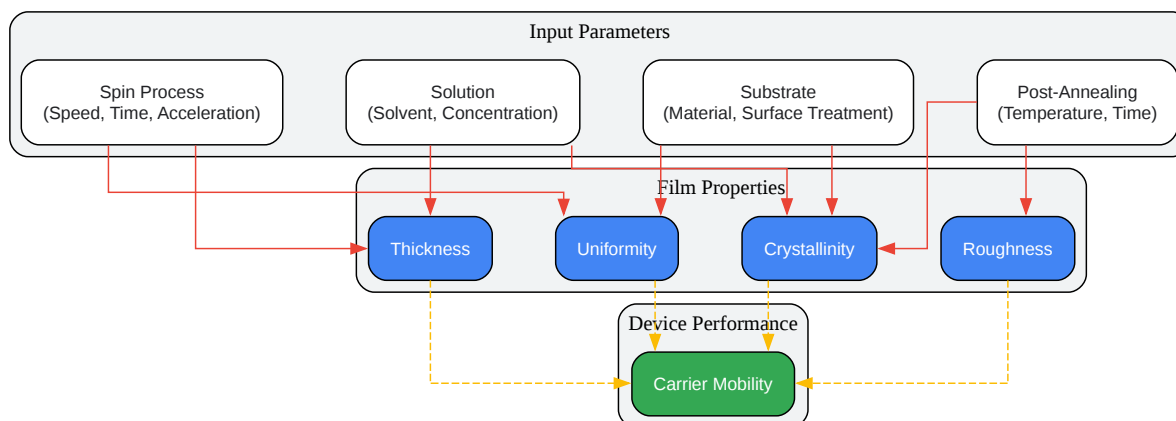 Input Parameters
Spin Process
(Speed, Time, Acceleration)
Solution
(Solvent, Concentration)
Substrate
(Material, Surface Treatment)
Post-Annealing
(Temperature, Time)
Film Properties
Thickness
Uniformity
Crystallinity
Roughness
Device Performance
Carrier Mobility